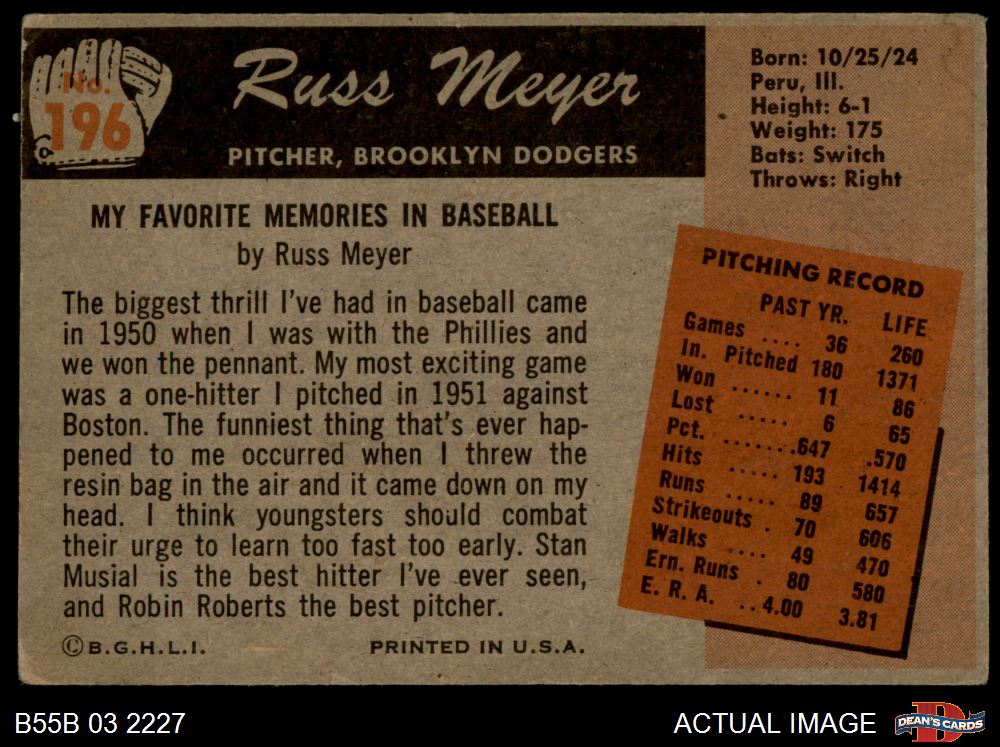 No.
196
Russ Meyer
PITCHER, BROOKLYN DODGERS
Born: 10/25/24
Peru, Ill.
Height: 6-1
Weight: 175
Bats: Switch
Throws: Right
MY FAVORITE MEMORIES IN BASEBALL
by Russ Meyer
The biggest thrill I've had in baseball came
in 1950 when I was with the Phillies and
we won the pennant. My most exciting game
was a one-hitter I pitched in 1951 against
Boston. The funniest thing that's ever hap-
pened to me occurred when I threw the
resin bag in the air and it came down on my
head. I think youngsters should combat
their urge to learn too fast too early. Stan
Musial is the best hitter I've ever seen,
and Robin Roberts the best pitcher.
©B.G.H.L.I. PRINTED IN U.S.A.
PITCHING RECORD
PAST YR. LIFE
Games .... 36 260
In. Pitched 180 1371
Won ...... 11 86
Lost ..... 6 65
Pct. .......647 .570
Hits ..... 193 1414
Runs ..... 89 657
Strikeouts . 70 606
Walks .... 49 470
Ern. Runs . 80 580
E. R. A. ..4.00 3.81
B55B 03 2227 ACTUAL IMAGE DEAN'S CARDS